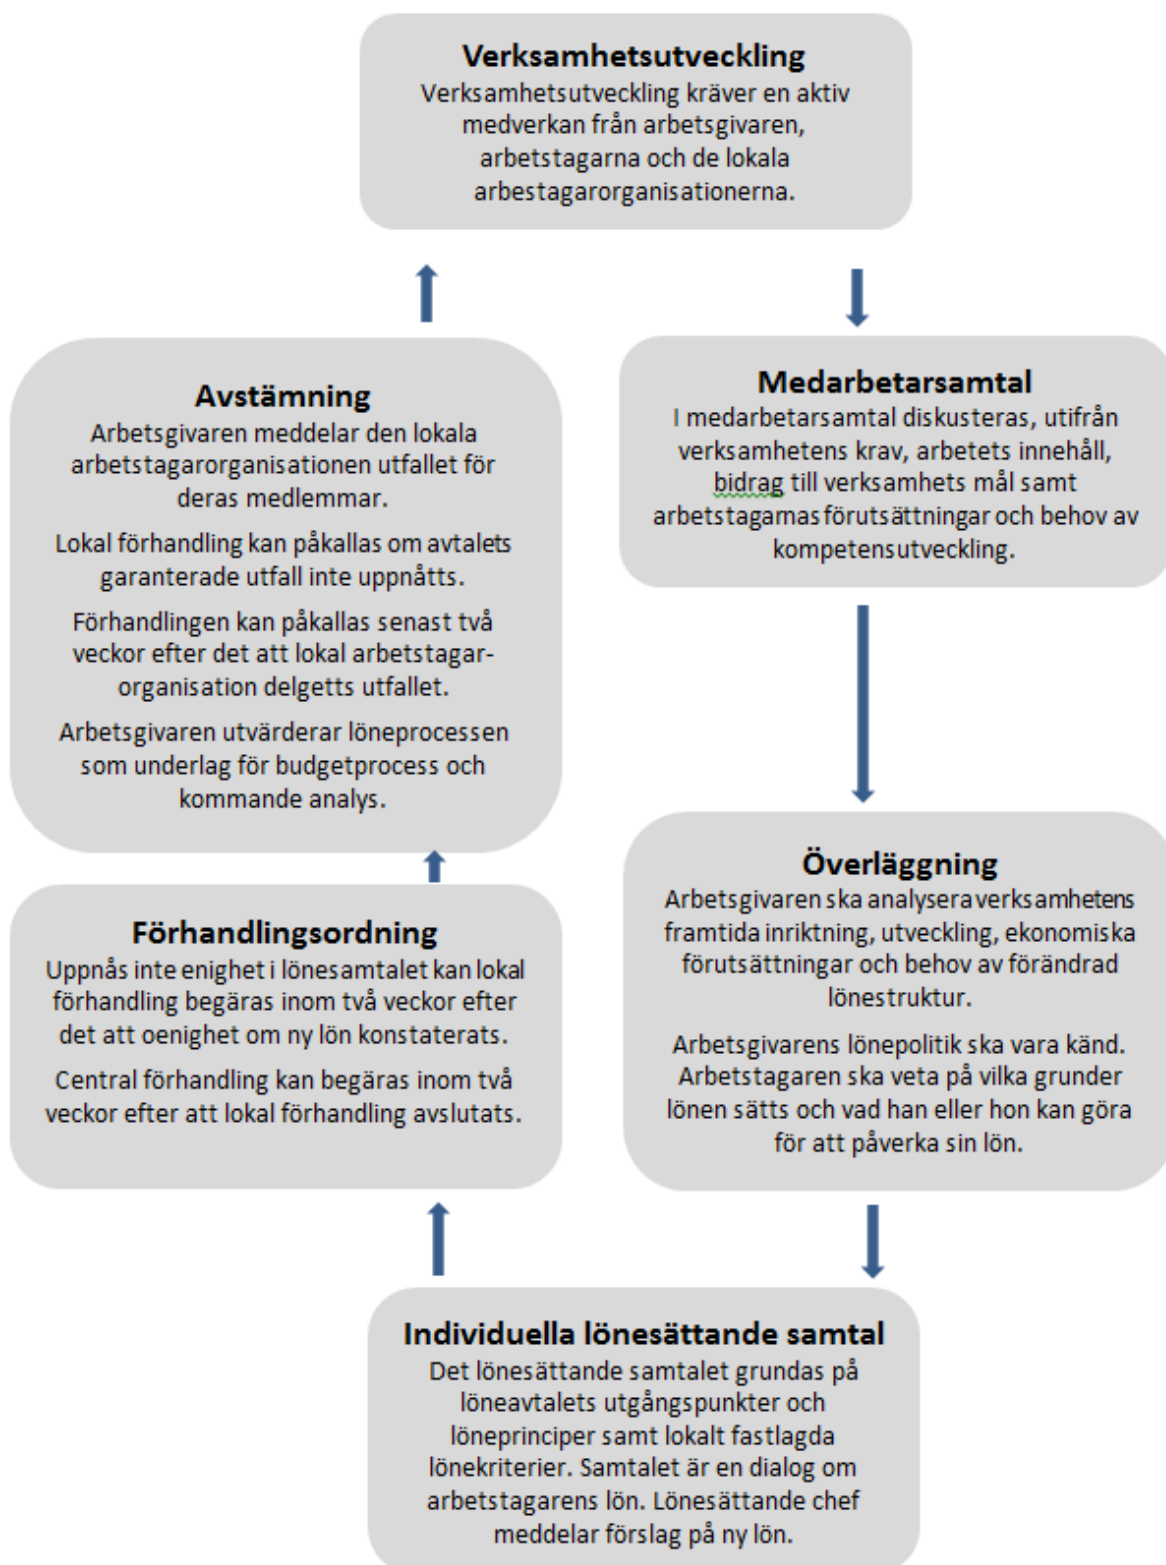 Verksamhetsutveckling
Verksamhetsutveckling kräver en aktiv
medverkan från arbetsgivaren,
arbetstagarna och de lokala
arbestagarorganisationerna.
Medarbetarsamtal
I medarbetarsamtal diskusteras, utifrån
verksamhetens krav, arbetets innehåll,
bidrag till verksamhets mål samt
arbetstagarnas förutsättningar och behov av
kompetensutveckling.
Överläggning
Arbetsgivaren ska analysera verksamhetens
framtida inriktning, utveckling, ekonomiska
förutsättningar och behov av förändrad
lönestruktur.
Arbetsgivarens lönepolitik ska vara känd.
Arbetstagaren ska veta på vilka grunder
lönen sätts och vad han eller hon kan göra
för att påverka sin lön.
Individuella lönesättande samtal
Det lönesättande samtalet grundas på
löneavtalets utgångspunkter och
löneprinciper samt lokalt fastlagda
lönekriterier. Samtalet är en dialog om
arbetstagarens lön. Lönesättande chef
meddelar förslag på ny lön.
Förhandlingsordning
Uppnås inte enighet i lönesamtalet kan lokal
förhandling begäras inom två veckor efter
det att oenighet om ny lön konstaterats.
Central förhandling kan begäras inom två
veckor efter att lokal förhandling avslutats.
Avstämning
Arbetsgivaren meddelar den lokala
arbetstagarorganisationen utfallet för
deras medlemmar.
Lokal förhandling kan påkallas om avtalets
garanterade utfall inte uppnåtts.
Förhandlingen kan påkallas senast två
veckor efter det att lokal arbetstagar-
organisation delgetts utfallet.
Arbetsgivaren utvärderar löneprocessen
som underlag för budgetprocess och
kommande analys.